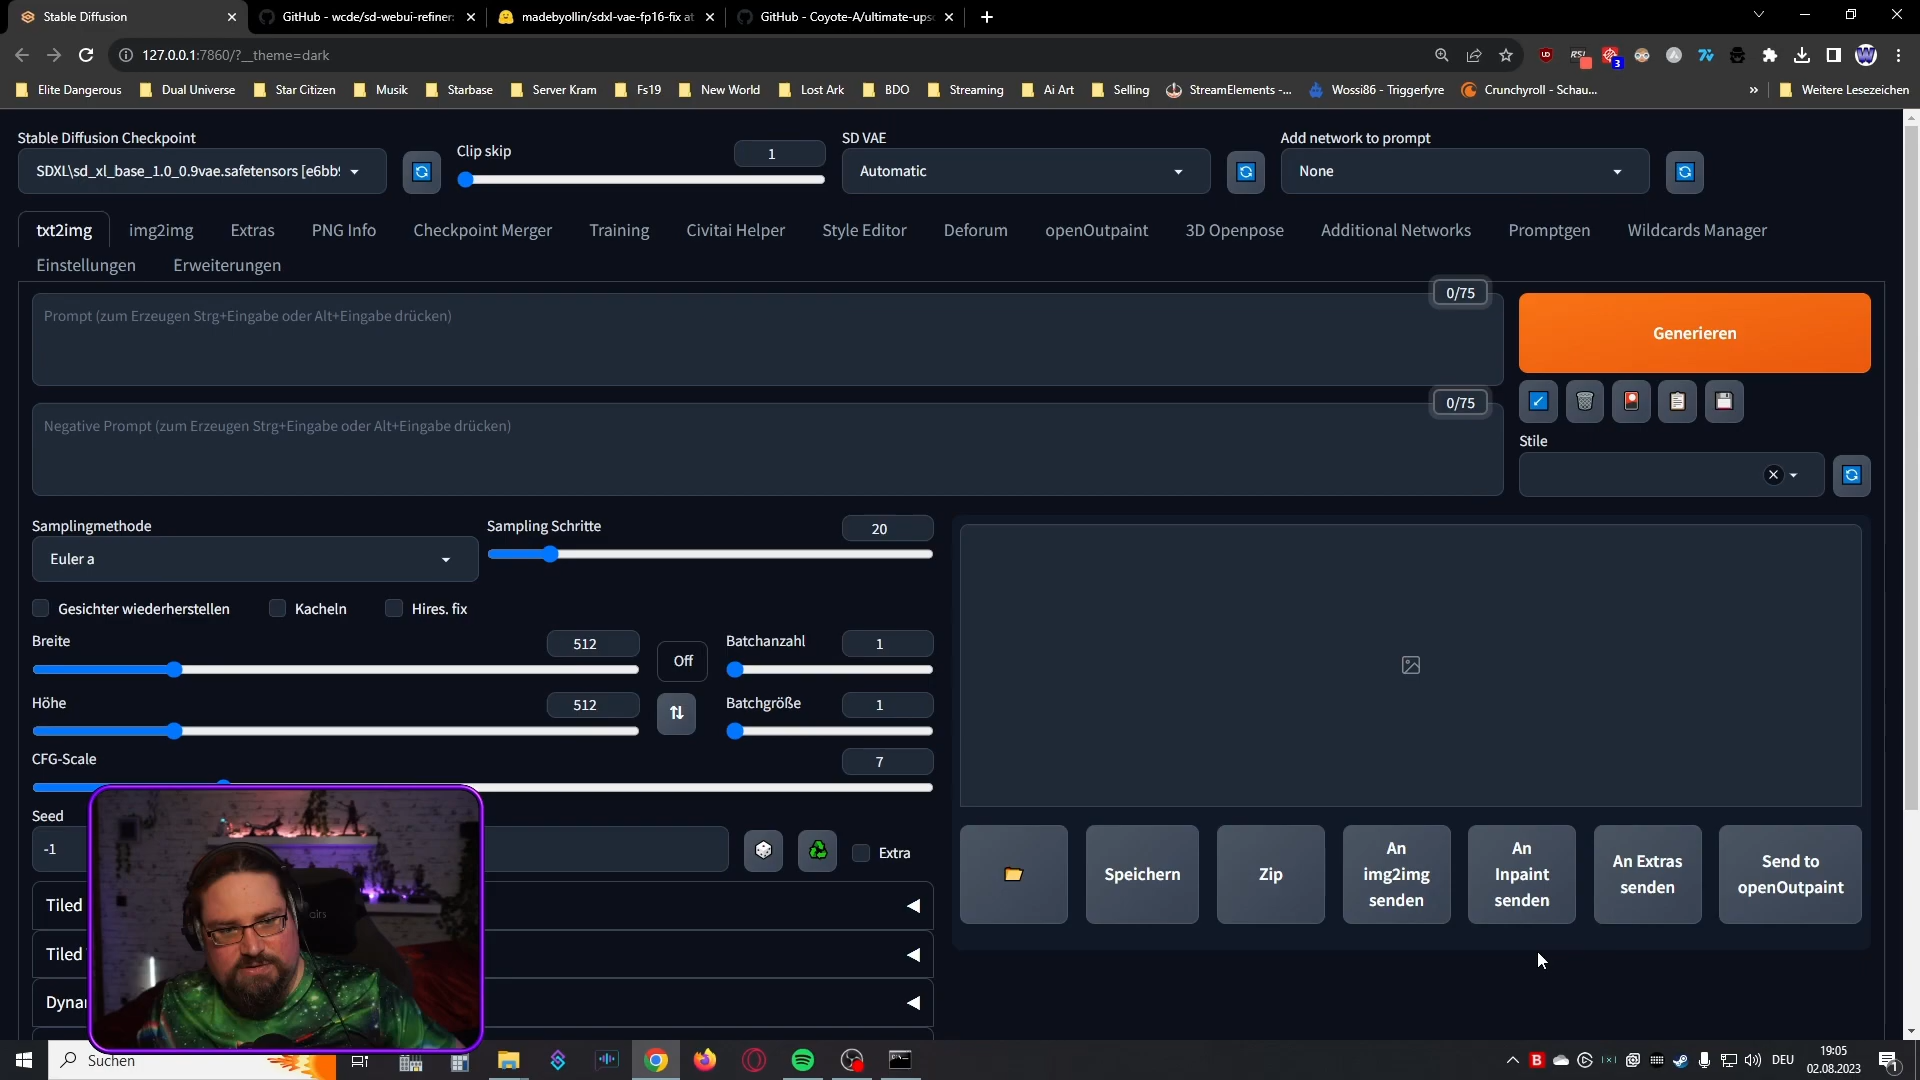 Stable Diffusion
GitHub - wcde/sd-webui-refiner:
madebyollin/sdxl-vae-fp16-fix at
GitHub - Coyote-A/ultimate-upsc
127.0.0.1:7860/?__theme=dark
3
Elite Dangerous
Dual Universe
Star Citizen
Musik
Starbase
Server Kram
Fs19
New World
Lost Ark
BDO
Streaming
Ai Art
Selling
StreamElements -...
Wossi86 - Triggerfyre
Crunchyroll - Schau...
»
Weitere Lesezeichen
Stable Diffusion Checkpoint
SDXL\sd_xl_base_1.0_0.9vae.safetensors [e6bb9
Clip skip
1
SD VAE
Automatic
Add network to prompt
None
txt2img
img2img
Extras
PNG Info
Checkpoint Merger
Training
Civitai Helper
Style Editor
Deforum
openOutpaint
3D Openpose
Additional Networks
Promptgen
Wildcards Manager
Einstellungen
Erweiterungen
Prompt (zum Erzeugen Strg+Eingabe oder Alt+Eingabe drücken)
0/75
Generieren
Negative Prompt (zum Erzeugen Strg+Eingabe oder Alt+Eingabe drücken)
0/75
Stile
Samplingmethode
Euler a
Sampling Schritte
20
Gesichter wiederherstellen
Kacheln
Hires. fix
Breite
512
Off
Batchanzahl
1
Höhe
512
Batchgröße
1
CFG-Scale
7
Seed
-1
Extra
Tiled
Tiled
Dynar
Speichern
Zip
An
img2img
senden
An
Inpaint
senden
An Extras
senden
Send to
openOutpaint
Suchen
DEU
19:05
02.08.2023
1